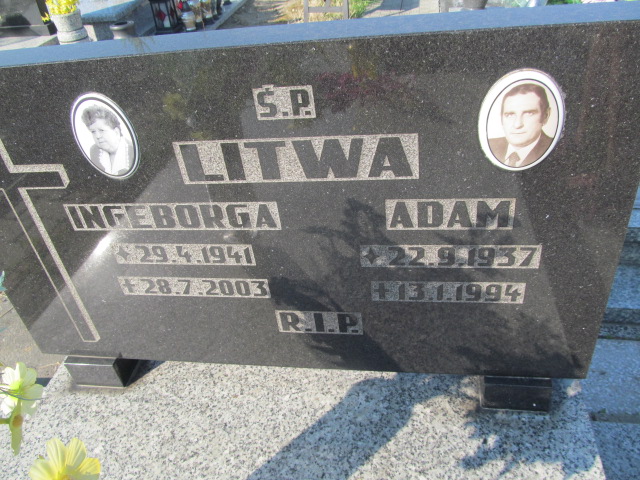 Ś.P.
LITWA
INGEBORGA ADAM
29.4.1941 22.9.1937
✝28.7.2003 ✝13.1.1994
R.I.P.